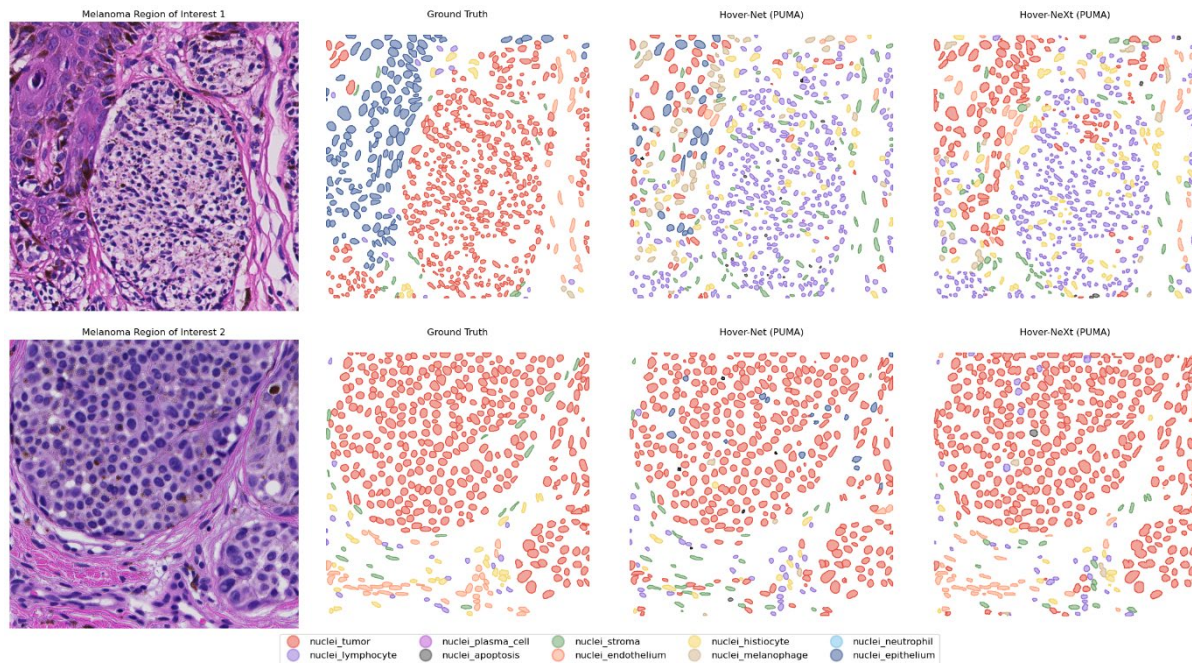 Melanoma Region of Interest 1 Ground Truth Hover-Net (PUMA) Hover-NeXt (PUMA)
Melanoma Region of Interest 2 Ground Truth Hover-Net (PUMA) Hover-NeXt (PUMA)
nuclei_tumor nuclei_plasma_cell nuclei_stroma nuclei_histiocyte nuclei_neutrophil
nuclei_lymphocyte nuclei_apoptosis nuclei_endothelium nuclei_melanophage nuclei_epithelium